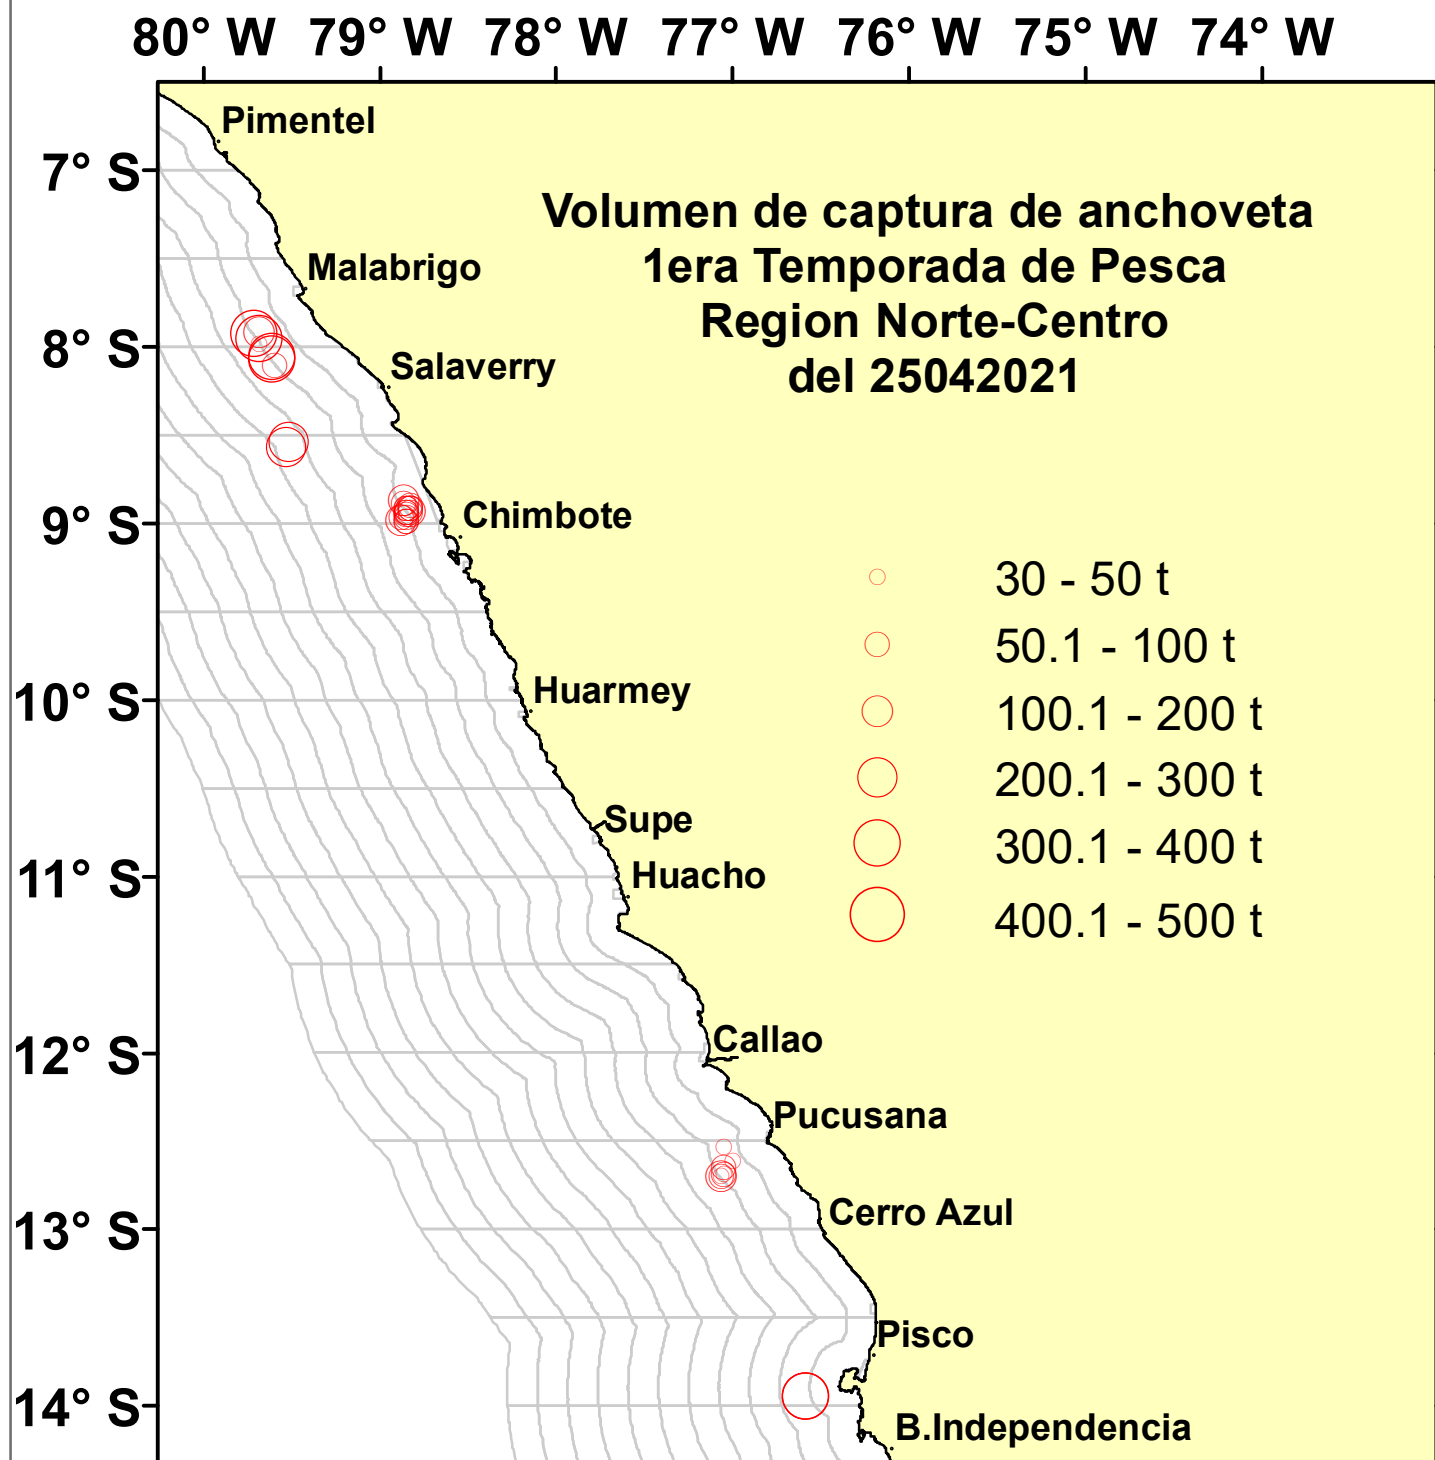 80° W 79° W 78° W 77° W 76° W 75° W 74° W
Pimentel
7° S
Volumen de captura de anchoveta
1era Temporada de Pesca
Region Norte-Centro
del 25042021
Malabrigo
8° S
Salaverry
9° S
Chimbote
30 - 50 t
50.1 - 100 t
100.1 - 200 t
200.1 - 300 t
300.1 - 400 t
400.1 - 500 t
10° S
Huarmey
Supe
11° S
Huacho
12° S
Callao
Pucusana
13° S
Cerro Azul
Pisco
14° S
B.Independencia